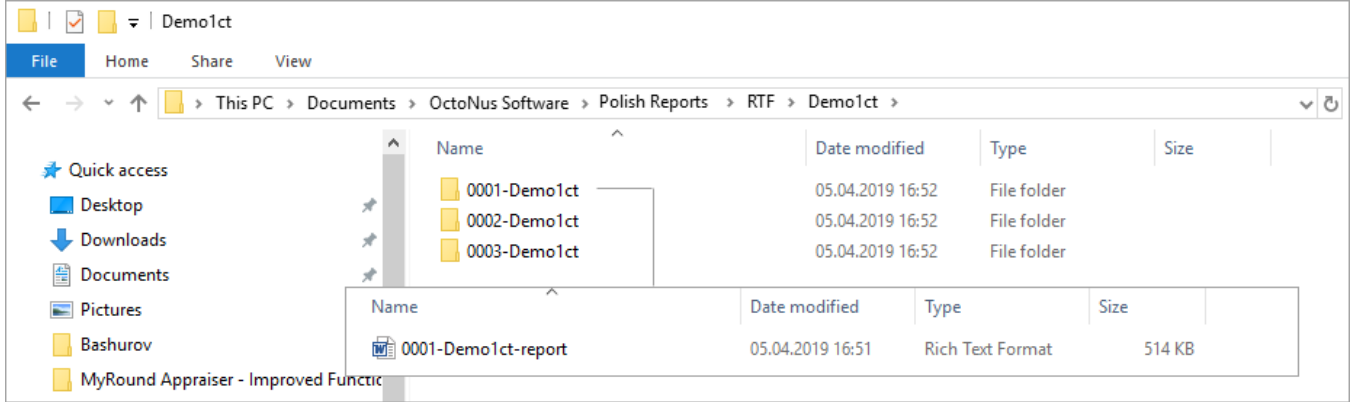 Demo1ct
File Home Share View
This PC > Documents > OctoNus Software > Polish Reports > RTF > Demo1ct >
Name Date modified Type Size
Quick access
0001-Demo1ct 05.04.2019 16:52 File folder
Desktop
0002-Demo1ct 05.04.2019 16:52 File folder
Downloads
0003-Demo1ct 05.04.2019 16:52 File folder
Documents
Pictures
Name Date modified Type Size
Bashurov
0001-Demo1ct-report 05.04.2019 16:51 Rich Text Format 514 KB
MyRound Appraiser - Improved Functic